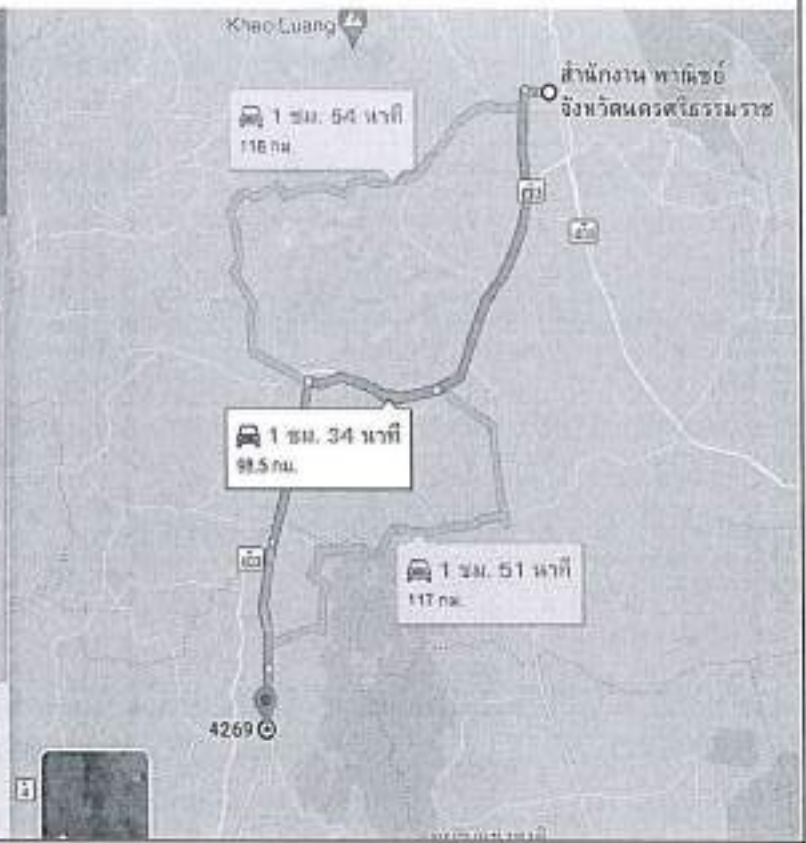 Khao Luang
สำนักงาน พาณิชย์
จังหวัดนครศรีธรรมราช
1 ชม. 54 นาที
116 กม.
1 ชม. 34 นาที
98.5 กม.
1 ชม. 51 นาที
117 กม.
4269
4